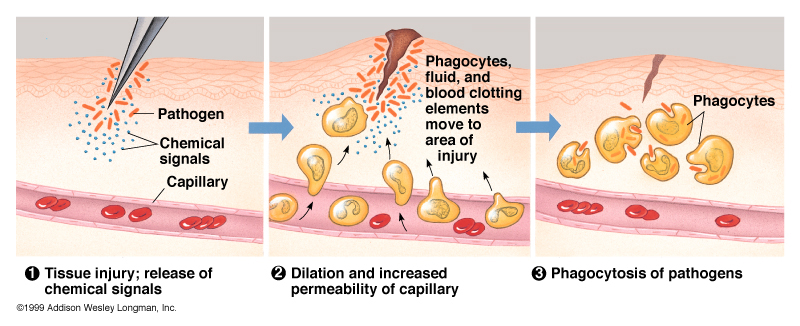 Pathogen
Chemical
signals
Capillary
Phagocytes,
fluid, and
blood clotting
elements
move to
area of
injury
Phagocytes
1 Tissue injury; release of
chemical signals
2 Dilation and increased
permeability of capillary
3 Phagocytosis of pathogens
©1999 Addison Wesley Longman, Inc.